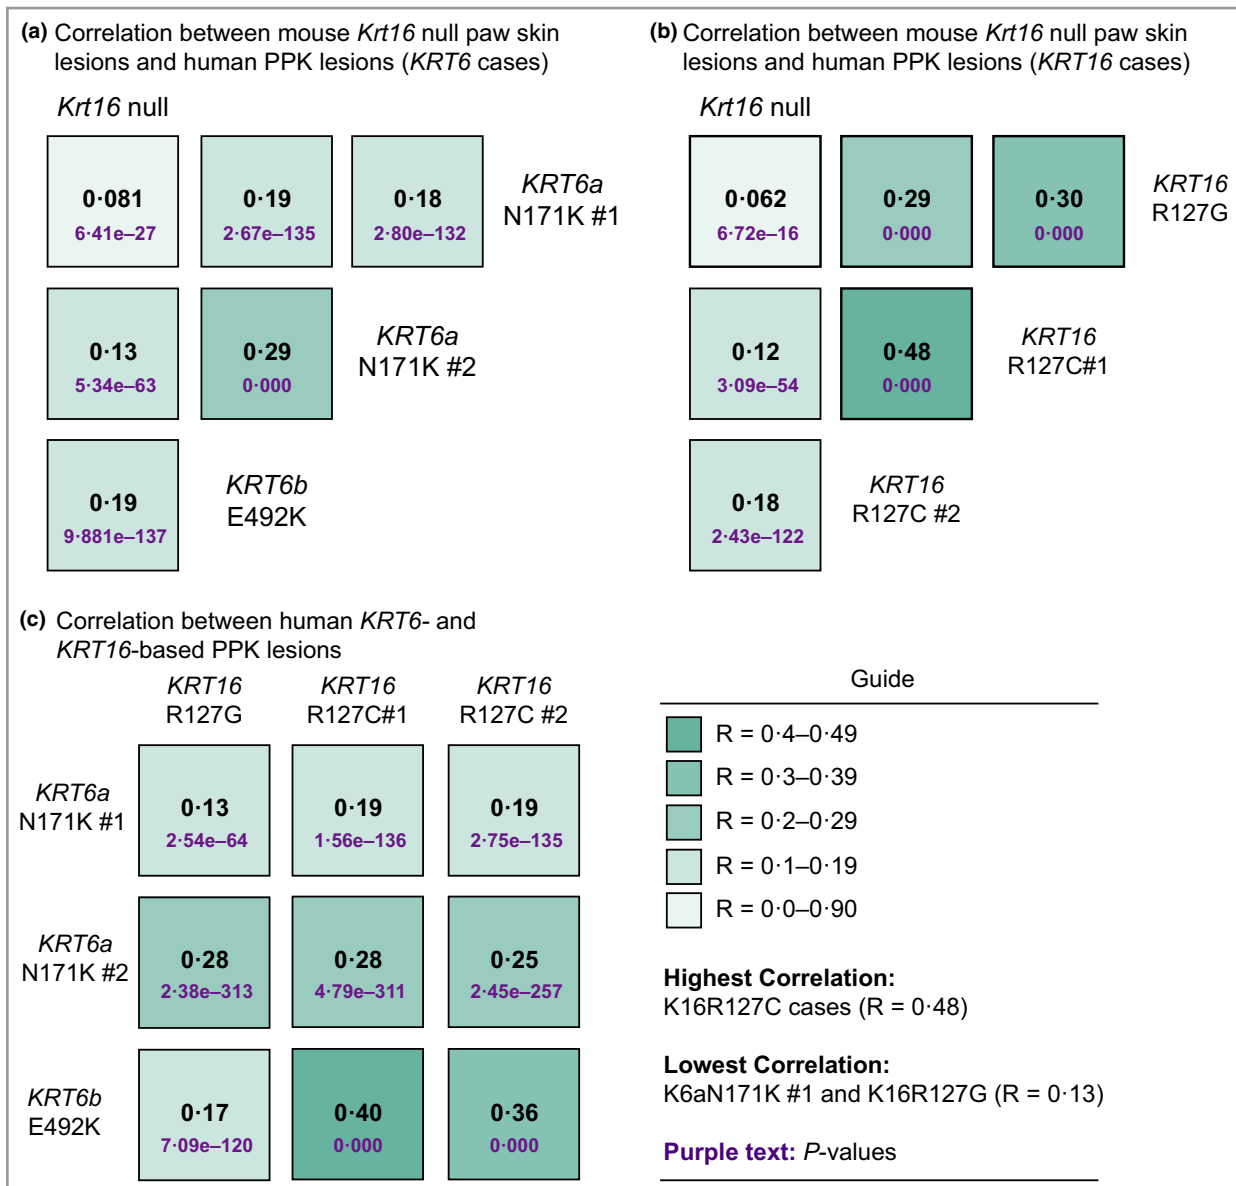 (a) Correlation between mouse Krt16 null paw skin
lesions and human PPK lesions (KRT6 cases)
Krt16 null
0·081
6·41e–27
0·19
2·67e–135
0·18
2·80e–132
KRT6a
N171K #1
0·13
5·34e–63
0·29
0·000
KRT6a
N171K #2
0·19
9·881e–137
KRT6b
E492K
(b) Correlation between mouse Krt16 null paw skin
lesions and human PPK lesions (KRT16 cases)
Krt16 null
0·062
6·72e–16
0·29
0·000
0·30
0·000
KRT16
R127G
0·12
3·09e–54
0·48
0·000
KRT16
R127C#1
0·18
2·43e–122
KRT16
R127C #2
(c) Correlation between human KRT6- and
KRT16-based PPK lesions
KRT16
R127G
KRT16
R127C#1
KRT16
R127C #2
KRT6a
N171K #1
0·13
2·54e–64
0·19
1·56e–136
0·19
2·75e–135
KRT6a
N171K #2
0·28
2·38e–313
0·28
4·79e–311
0·25
2·45e–257
KRT6b
E492K
0·17
7·09e–120
0·40
0·000
0·36
0·000
Guide
R = 0·4–0·49
R = 0·3–0·39
R = 0·2–0·29
R = 0·1–0·19
R = 0·0–0·90
Highest Correlation:
K16R127C cases (R = 0·48)
Lowest Correlation:
K6aN171K #1 and K16R127G (R = 0·13)
Purple text: P-values